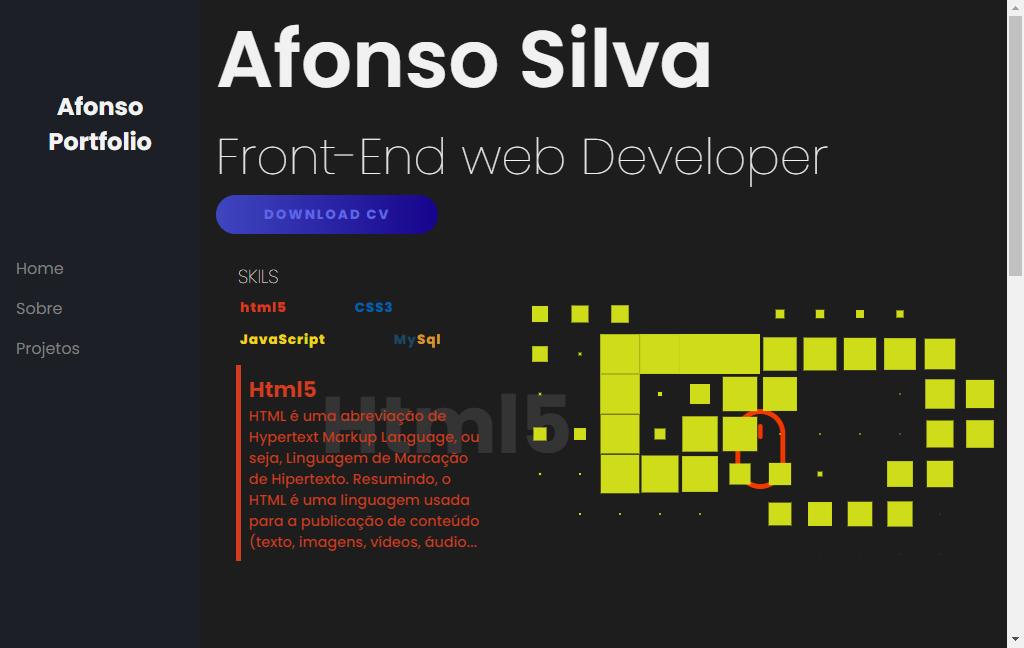 Afonso
Portfolio
Home
Sobre
Projetos
Afonso Silva
Front-End web Developer
DOWNLOAD CV
SKILS
html5 CSS3
JavaScript MySql
Html5
Html5
HTML é uma abreviação de
Hypertext Markup Language, ou
seja, Linguagem de Marcação
de Hipertexto. Resumindo, o
HTML é uma linguagem usada
para a publicação de conteúdo
(texto, imagens, vídeos, áudio...